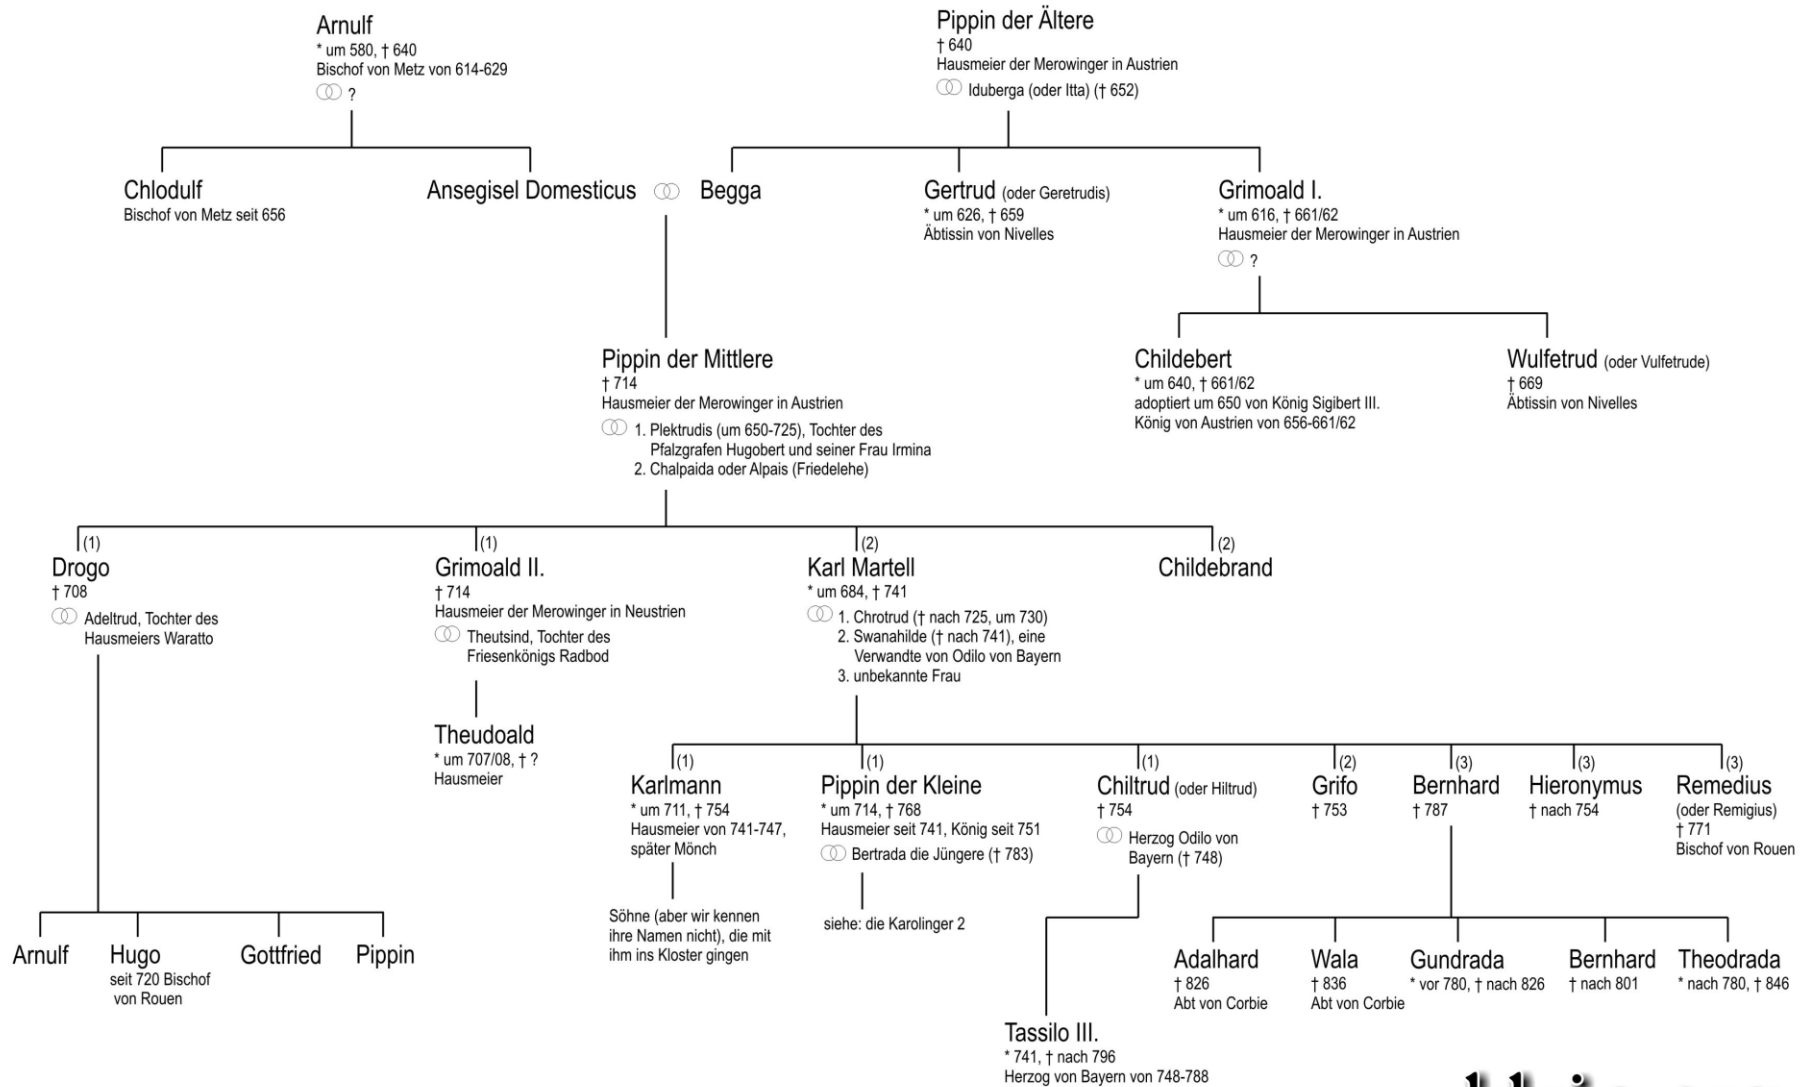 Arnulf
* um 580, † 640
Bischof von Metz von 614-629
?
Pippin der Ältere
† 640
Hausmeier der Merowinger in Austrien
Iduberga (oder Itta) († 652)
Chlodulf
Bischof von Metz seit 656
Ansegisel Domesticus
Begga
Gertrud (oder Geretrudis)
* um 626, † 659
Äbtissin von Nivelles
Grimoald I.
* um 616, † 661/62
Hausmeier der Merowinger in Austrien
?
Pippin der Mittlere
† 714
Hausmeier der Merowinger in Austrien
1. Plektrudis (um 650-725), Tochter des
Pfalzgrafen Hugobert und seiner Frau Irmina
2. Chalpaida oder Alpais (Friedelehe)
Childebert
* um 640, † 661/62
adoptiert um 650 von König Sigibert III.
König von Austrien von 656-661/62
Wulfetrud (oder Vulfetrude)
† 669
Äbtissin von Nivelles
(1)
Drogo
† 708
Adeltrud, Tochter des
Hausmeiers Waratto
(1)
Grimoald II.
† 714
Hausmeier der Merowinger in Neustrien
Theutsind, Tochter des
Friesenkönigs Radbod
(2)
Karl Martell
* um 684, † 741
1. Chrotrud († nach 725, um 730)
2. Swanahilde († nach 741), eine
Verwandte von Odilo von Bayern
3. unbekannte Frau
(2)
Childebrand
Theudoald
* um 707/08, † ?
Hausmeier
(1)
Karlmann
* um 711, † 754
Hausmeier von 741-747,
später Mönch
(1)
Pippin der Kleine
* um 714, † 768
Hausmeier seit 741, König seit 751
Bertrada die Jüngere († 783)
(1)
Chiltrud (oder Hiltrud)
† 754
Herzog Odilo von
Bayern († 748)
(2)
Grifo
† 753
(3)
Bernhard
† 787
(3)
Hieronymus
† nach 754
(3)
Remedius
(oder Remigius)
† 771
Bischof von Rouen
Söhne (aber wir kennen
ihre Namen nicht), die mit
ihm ins Kloster gingen
siehe: die Karolinger 2
Arnulf
Hugo
seit 720 Bischof
von Rouen
Gottfried
Pippin
Adalhard
† 826
Abt von Corbie
Wala
† 836
Abt von Corbie
Gundrada
* vor 780, † nach 826
Bernhard
† nach 801
Theodrada
* nach 780, † 846
Tassilo III.
* 741, † nach 796
Herzog von Bayern von 748-788